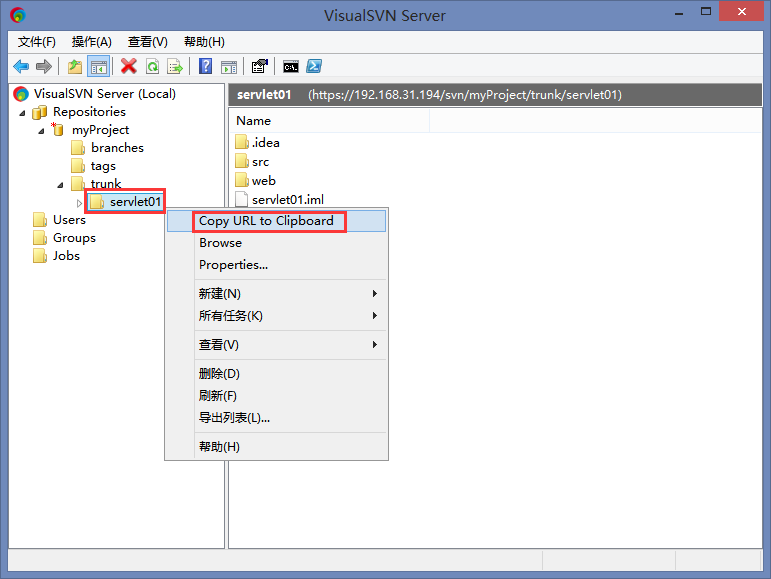 VisualSVN Server
文件(F) 操作(A) 查看(V) 帮助(H)
VisualSVN Server (Local)
Repositories
myProject
branches
tags
trunk
servlet01
Users
Groups
Jobs
servlet01 (https://192.168.31.194/svn/myProject/trunk/servlet01)
Name
.idea
src
web
servlet01.iml
Copy URL to Clipboard
Browse
Properties...
新建(N)
所有任务(K)
查看(V)
删除(D)
刷新(F)
导出列表(L)...
帮助(H)